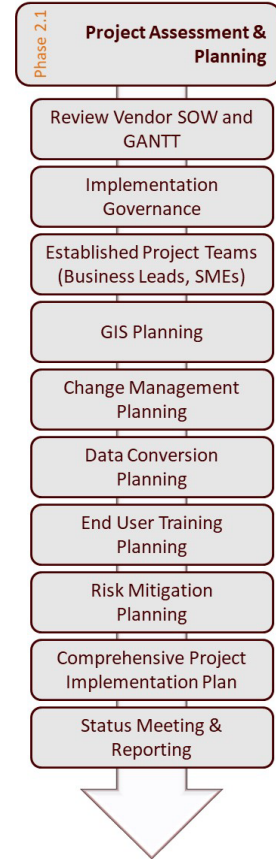 Phase 2.1
Project Assessment &
Planning
Review Vendor SOW and
GANTT
Implementation
Governance
Established Project Teams
(Business Leads, SMEs)
GIS Planning
Change Management
Planning
Data Conversion
Planning
End User Training
Planning
Risk Mitigation
Planning
Comprehensive Project
Implementation Plan
Status Meeting &
Reporting